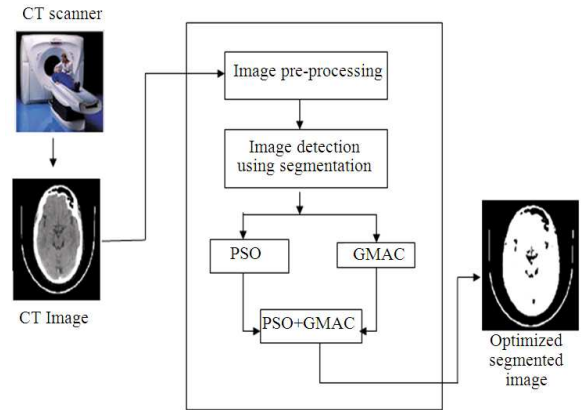 CT scanner
CT Image
Image pre-processing
Image detection
using segmentation
PSO
GMAC
PSO+GMAC
Optimized
segmented
image